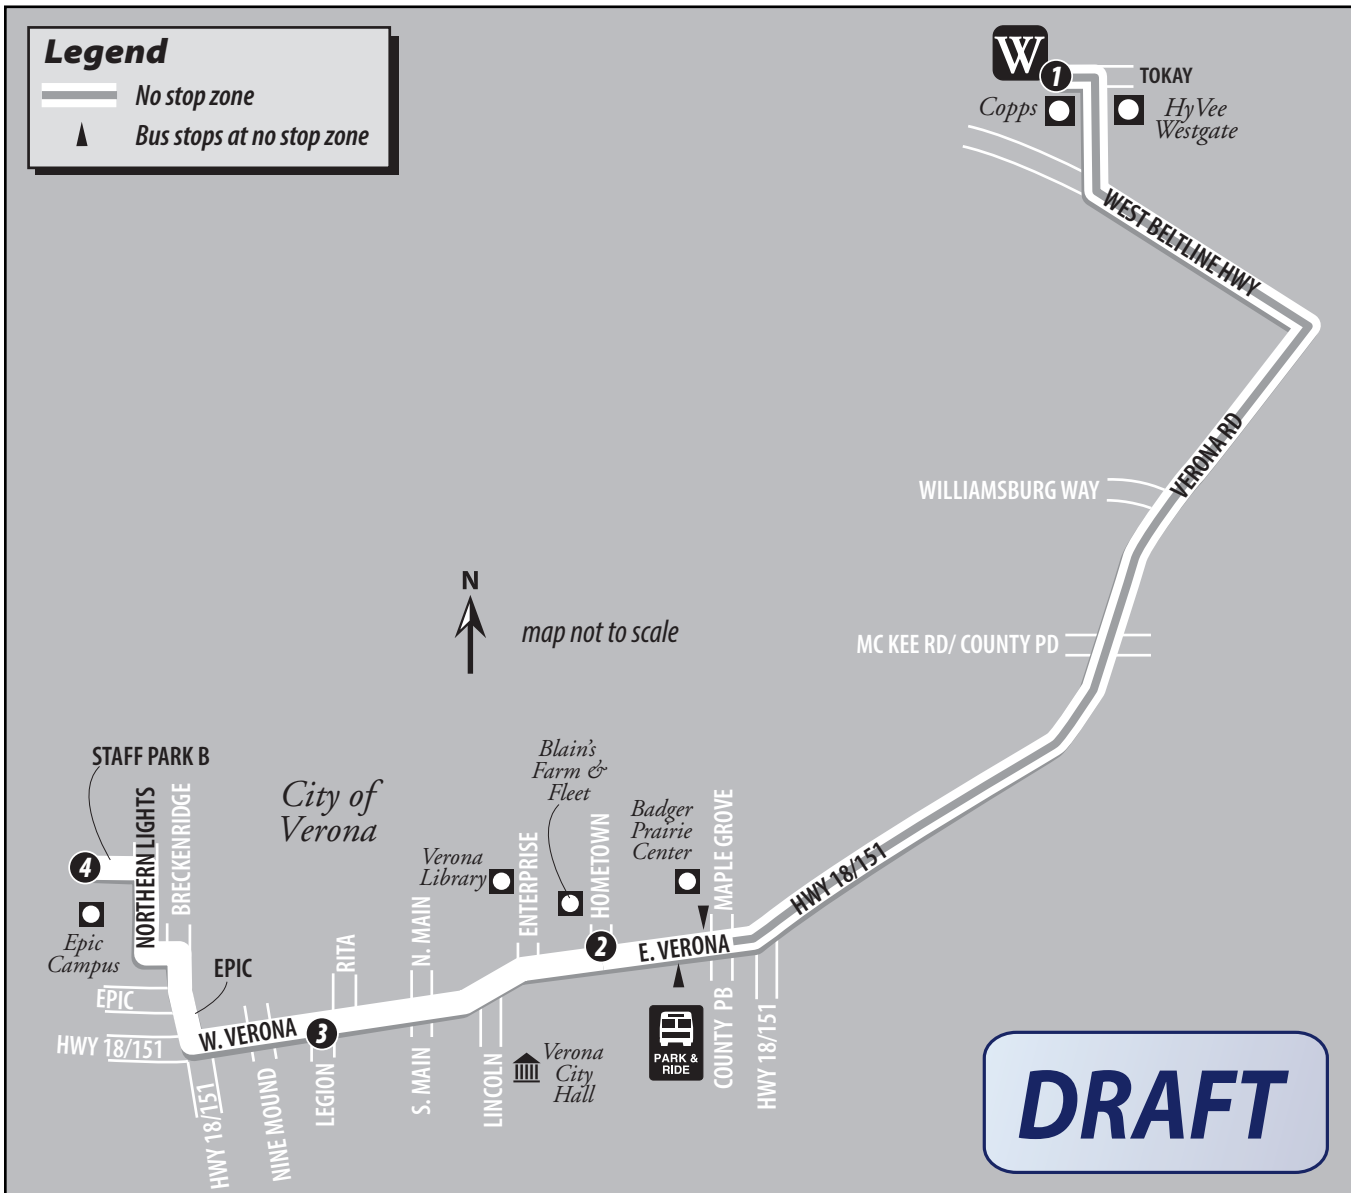 Legend
No stop zone
Bus stops at no stop zone
W
1
TOKAY
Copps
HyVee
Westgate
WEST BELTLINE HWY
VERONA RD
WILLIAMSBURG WAY
N
map not to scale
MC KEE RD/ COUNTY PD
STAFF PARK B
NORTHERN LIGHTS
BRECKENRIDGE
City of
Verona
Blain's
Farm &
Fleet
Badger
Prairie
Center
MAPLE GROVE
HWY 18/151
4
Verona
Library
ENTERPRISE
HOMETOWN
Epic
Campus
RITA
N. MAIN
2
E. VERONA
EPIC
EPIC
HWY 18/151
W. VERONA
3
HWY 18/151
NINE MOUND
LEGION
S. MAIN
LINCOLN
Verona
City
Hall
PARK &
RIDE
COUNTY PB
HWY 18/151
DRAFT